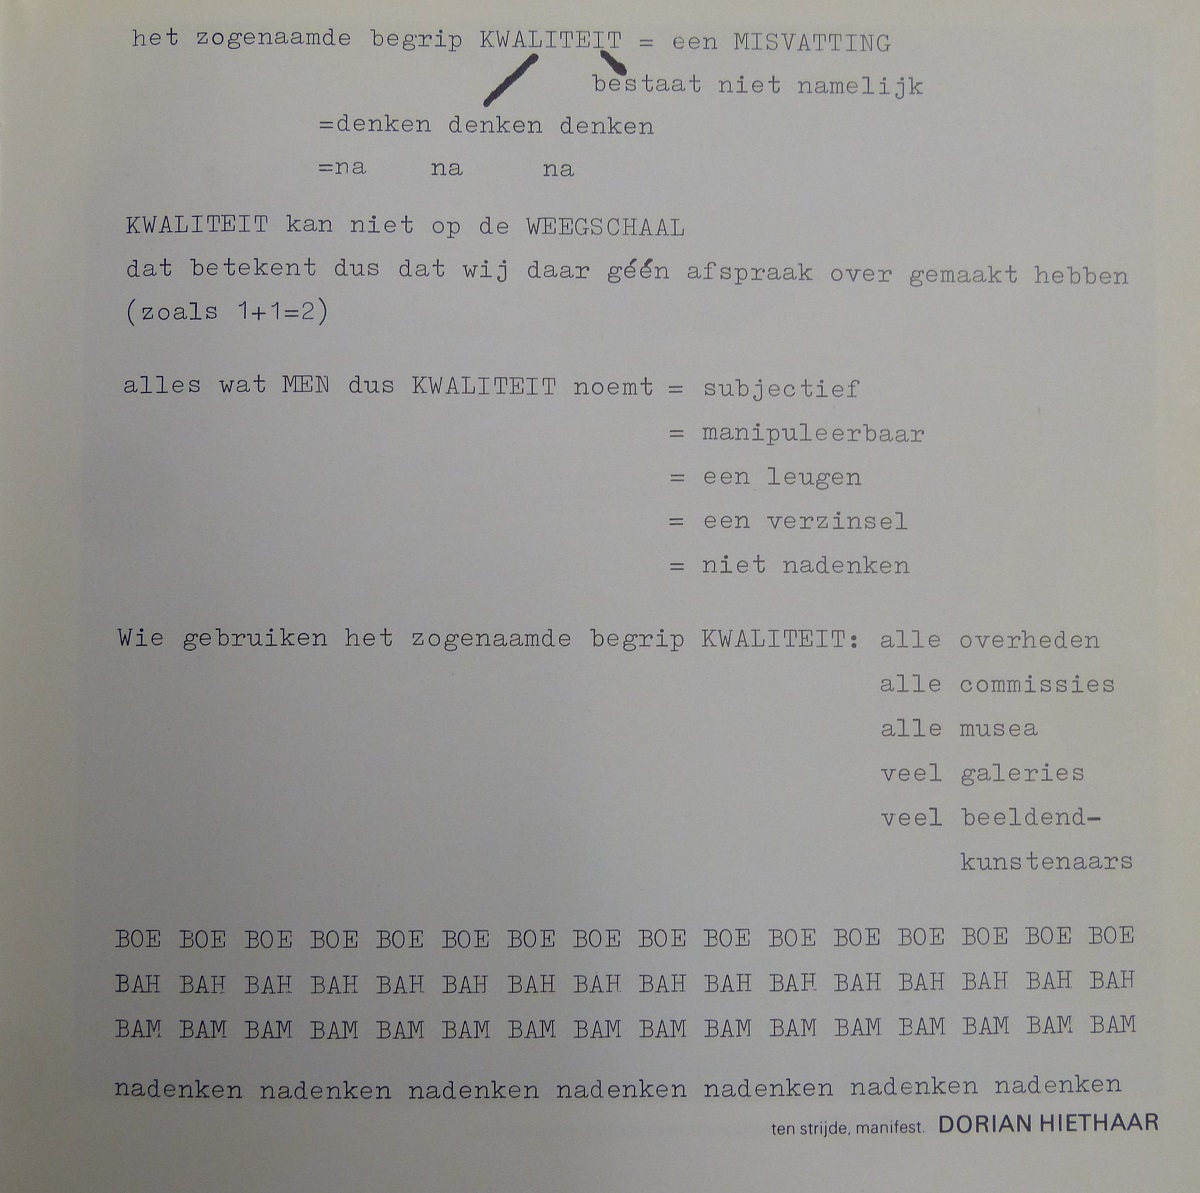 het zogenaamde begrip KWALITEIT = een MISVATTING
bestaat niet namelijk
=denken denken denken
=na na na
KWALITEIT kan niet op de WEEGSCHAAL
dat betekent dus dat wij daar géén afspraak over gemaakt hebben
(zoals 1+1=2)
alles wat MEN dus KWALITEIT noemt = subjectief
= manipuleerbaar
= een leugen
= een verzinsel
= niet nadenken
Wie gebruiken het zogenaamde begrip KWALITEIT: alle overheden
alle commissies
alle musea
veel galeries
veel beeldend-
kunstenaars
BOE BOE BOE BOE BOE BOE BOE BOE BOE BOE BOE BOE BOE BOE BOE BOE
BAH BAH BAH BAH BAH BAH BAH BAH BAH BAH BAH BAH BAH BAH BAH BAH
BAM BAM BAM BAM BAM BAM BAM BAM BAM BAM BAM BAM BAM BAM BAM BAM
nadenken nadenken nadenken nadenken nadenken nadenken nadenken
ten strijde, manifest. DORIAN HIETHAAR